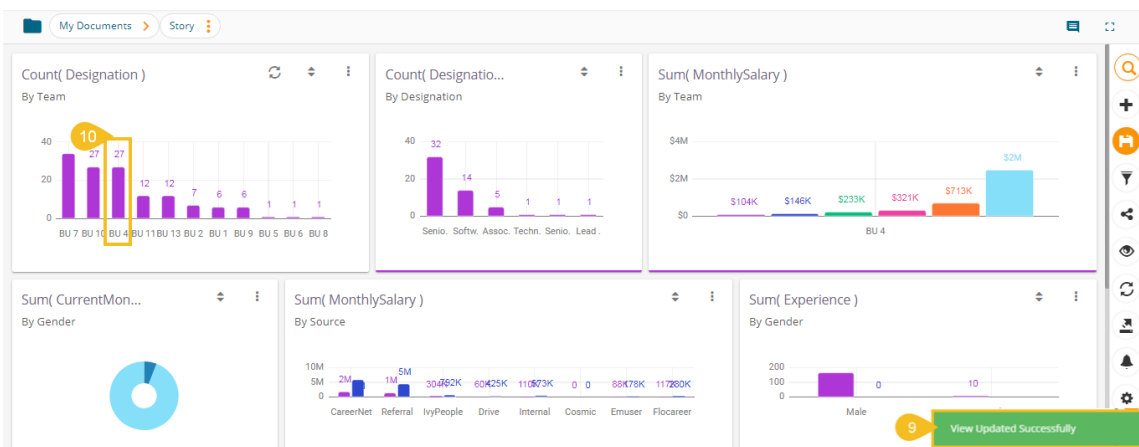 My Documents > Story
Count( Designation )
By Team
10
40
20
0
27 27 12 12 7 6 6 1 1 1
BU 7 BU 10 BU 4 BU 11 BU 13 BU 2 BU 1 BU 9 BU 5 BU 6 BU 8
Count( Designatio...
By Designation
40
20
0
32 14 5 1 1 1
Senio. Softw. Assoc. Techn. Senio. Lead .
Sum( MonthlySalary )
By Team
$4M
$2M
$0
$104K $146K $233K $321K $713K $2M
BU 4
Sum( CurrentMon...
By Gender
Sum( MonthlySalary )
By Source
10M
5M
0
2M 1M 5M 425K 0 0
CareerNet Referral IvyPeople Drive Internal Cosmic Emuser Flocareer
Sum( Experience )
By Gender
200
100
0
0 10
Male
9 View Updated Successfully